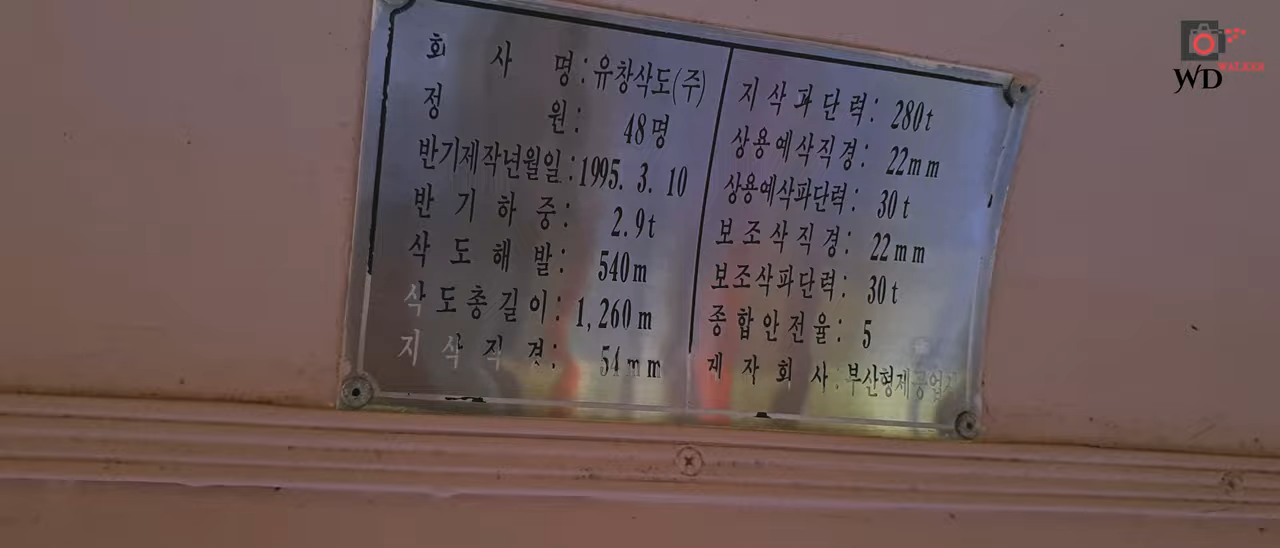 회 사 명: 유창삭도(주)
정 원: 48명
반기제작년월일: 1995. 3. 10
반 기 하 중: 2.9t
삭 도 해 발: 540m
삭도총길이: 1,260m
지 삭 직 경: 54mm
지삭파단력: 280t
상용예삭직경: 22mm
상용예삭파단력: 30t
보조삭직경: 22mm
보조삭파단력: 30t
종합안전율: 5
제 자 회 사: 부산형제공업
WD
WALKER